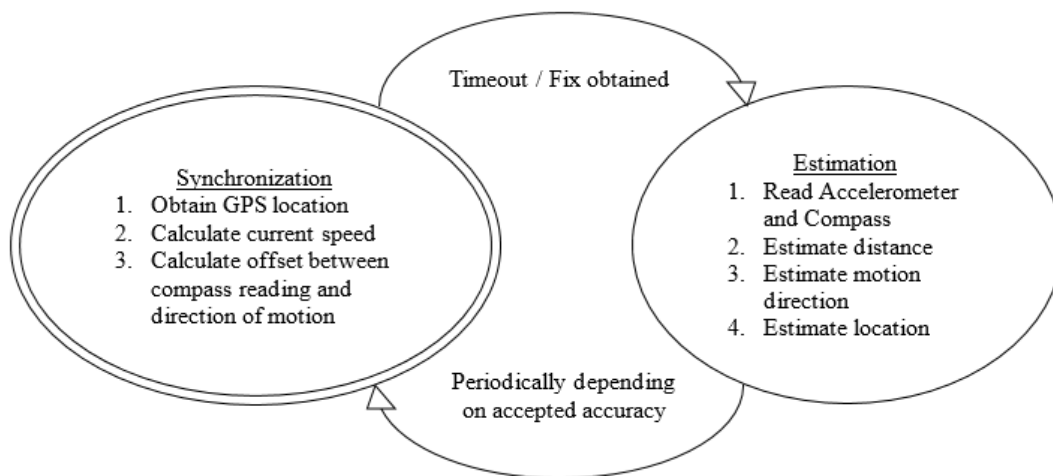 Timeout / Fix obtained
Synchronization
1. Obtain GPS location
2. Calculate current speed
3. Calculate offset between
compass reading and
direction of motion
Estimation
1. Read Accelerometer
and Compass
2. Estimate distance
3. Estimate motion
direction
4. Estimate location
Periodically depending
on accepted accuracy